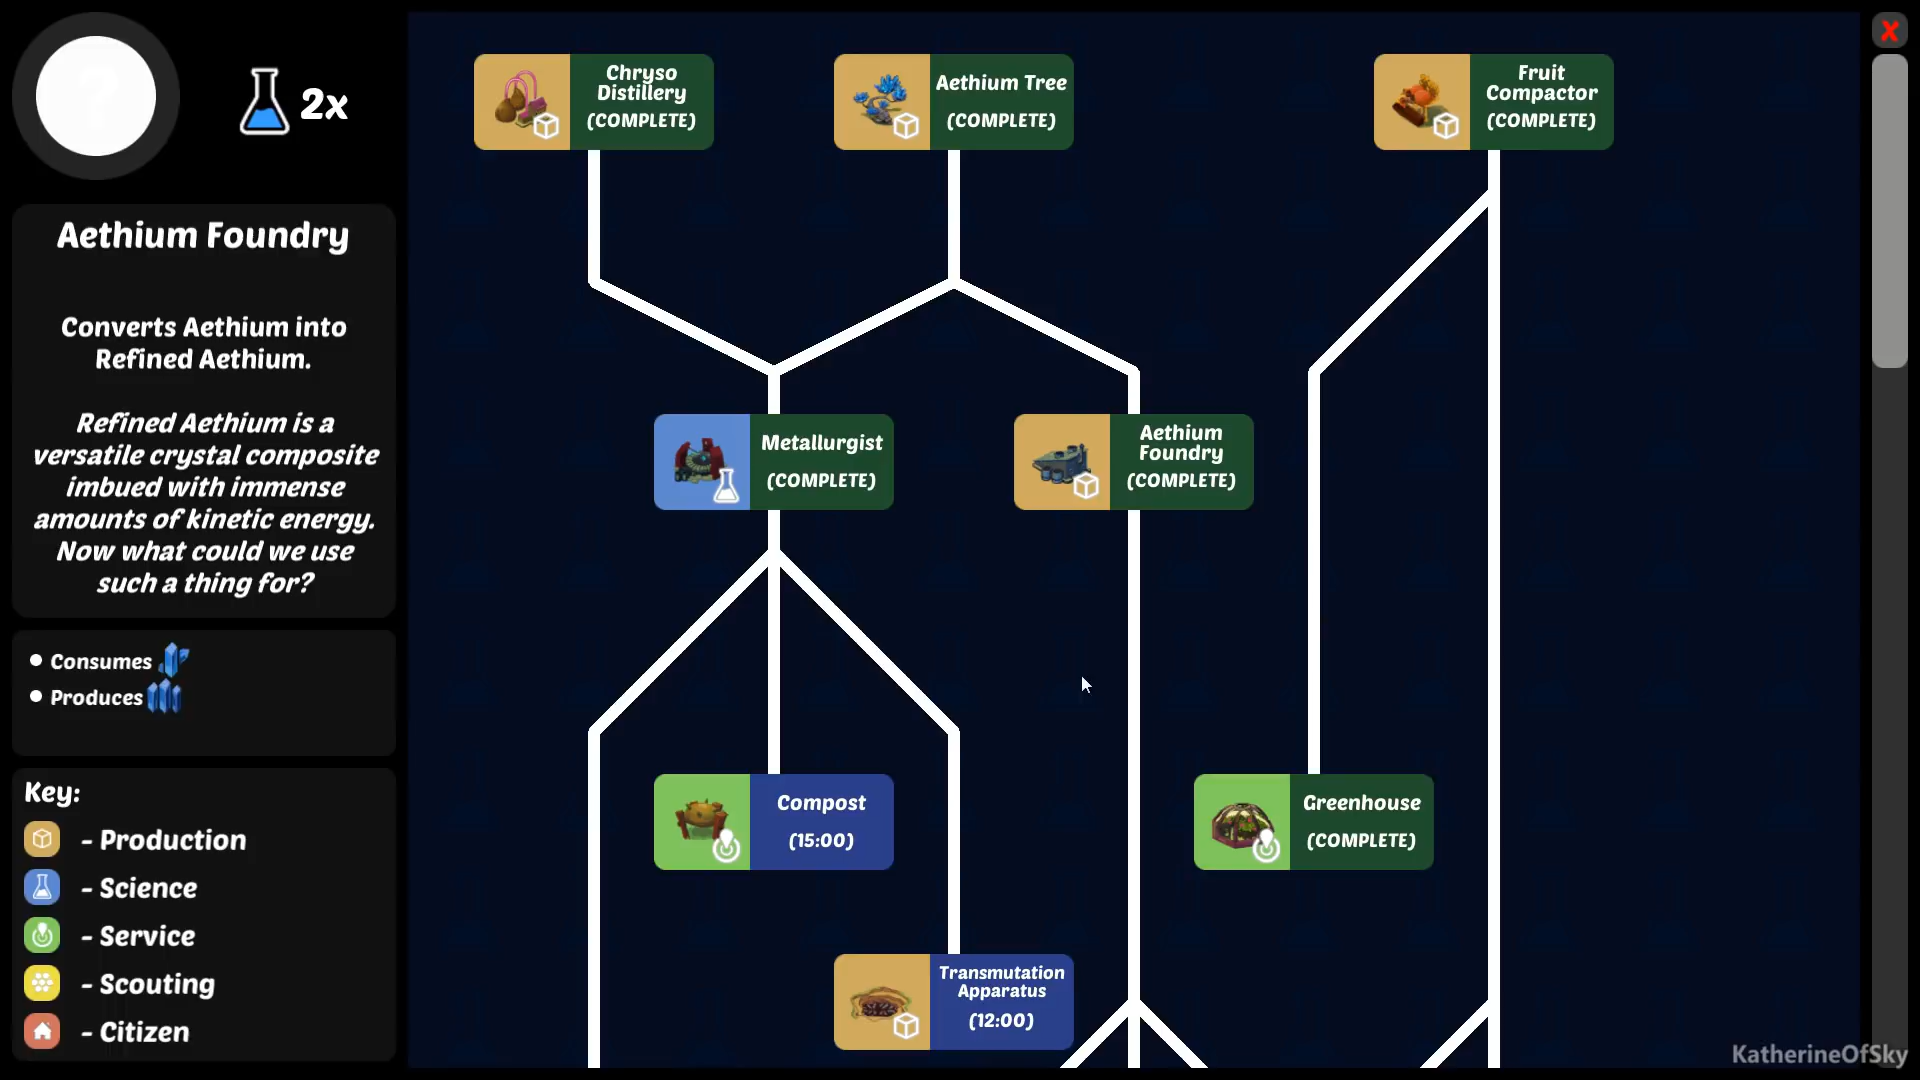 2x
Aethium Foundry
Converts Aethium into
Refined Aethium.
Refined Aethium is a
versatile crystal composite
imbued with immense
amounts of kinetic energy.
Now what could we use
such a thing for?
Consumes
Produces
Key:
- Production
- Science
- Service
- Scouting
- Citizen
Chryso
Distillery
(COMPLETE)
Aethium Tree
(COMPLETE)
Fruit
Compactor
(COMPLETE)
X
Metallurgist
(COMPLETE)
Aethium
Foundry
(COMPLETE)
Compost
(15:00)
Greenhouse
(COMPLETE)
Transmutation
Apparatus
(12:00)
KatherineOfSky